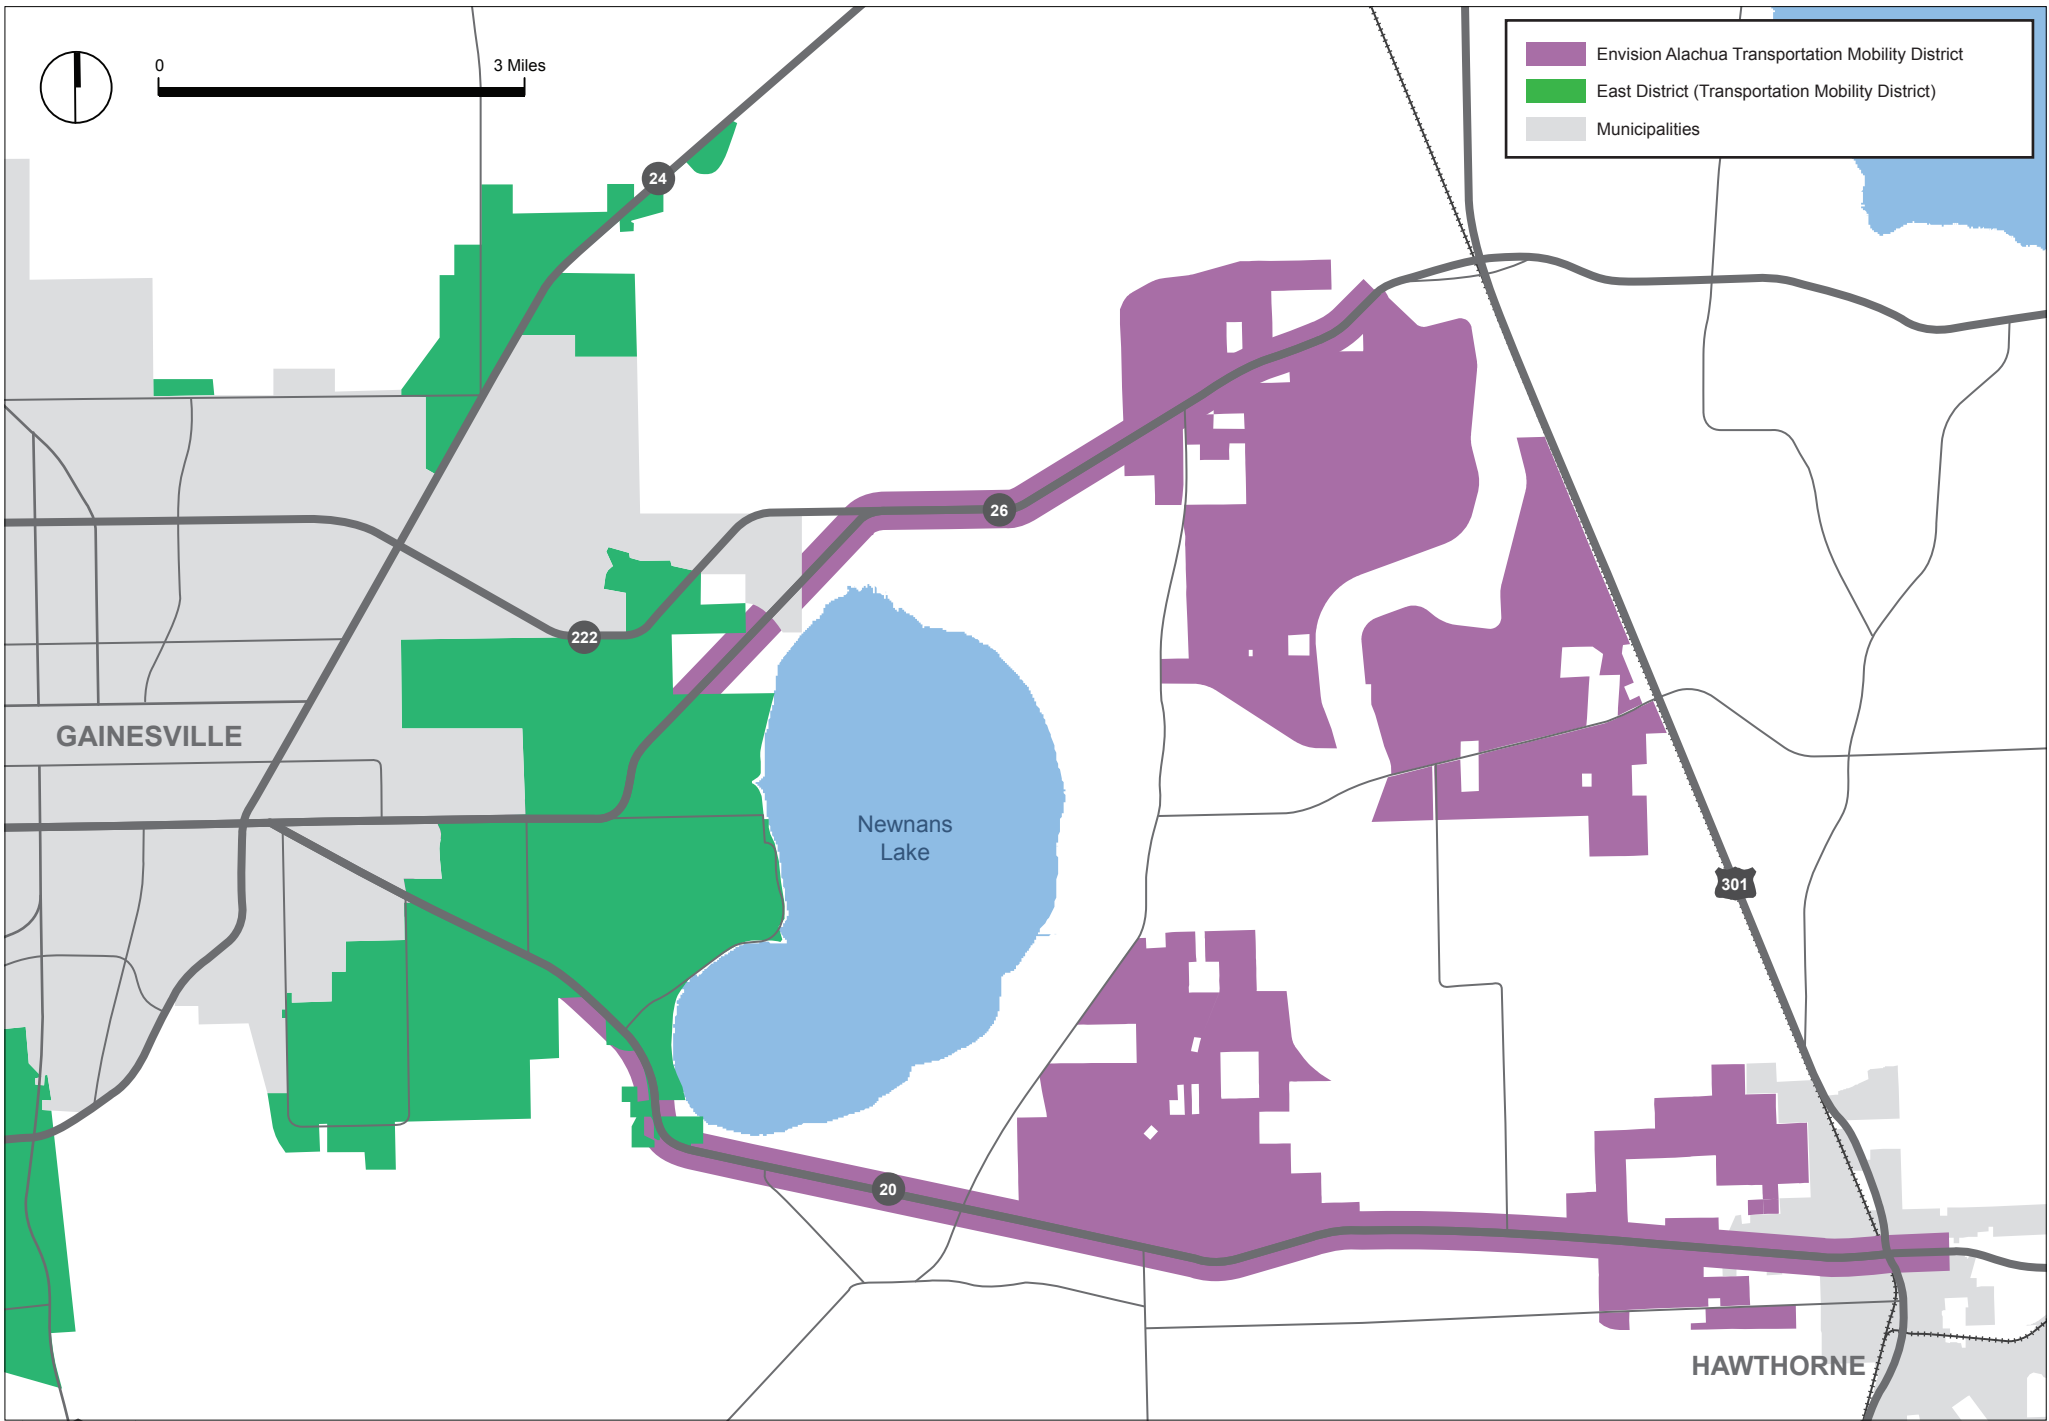 0
3 Miles
Envision Alachua Transportation Mobility District
East District (Transportation Mobility District)
Municipalities
24
26
222
GAINESVILLE
Newnans
Lake
301
20
HAWTHORNE